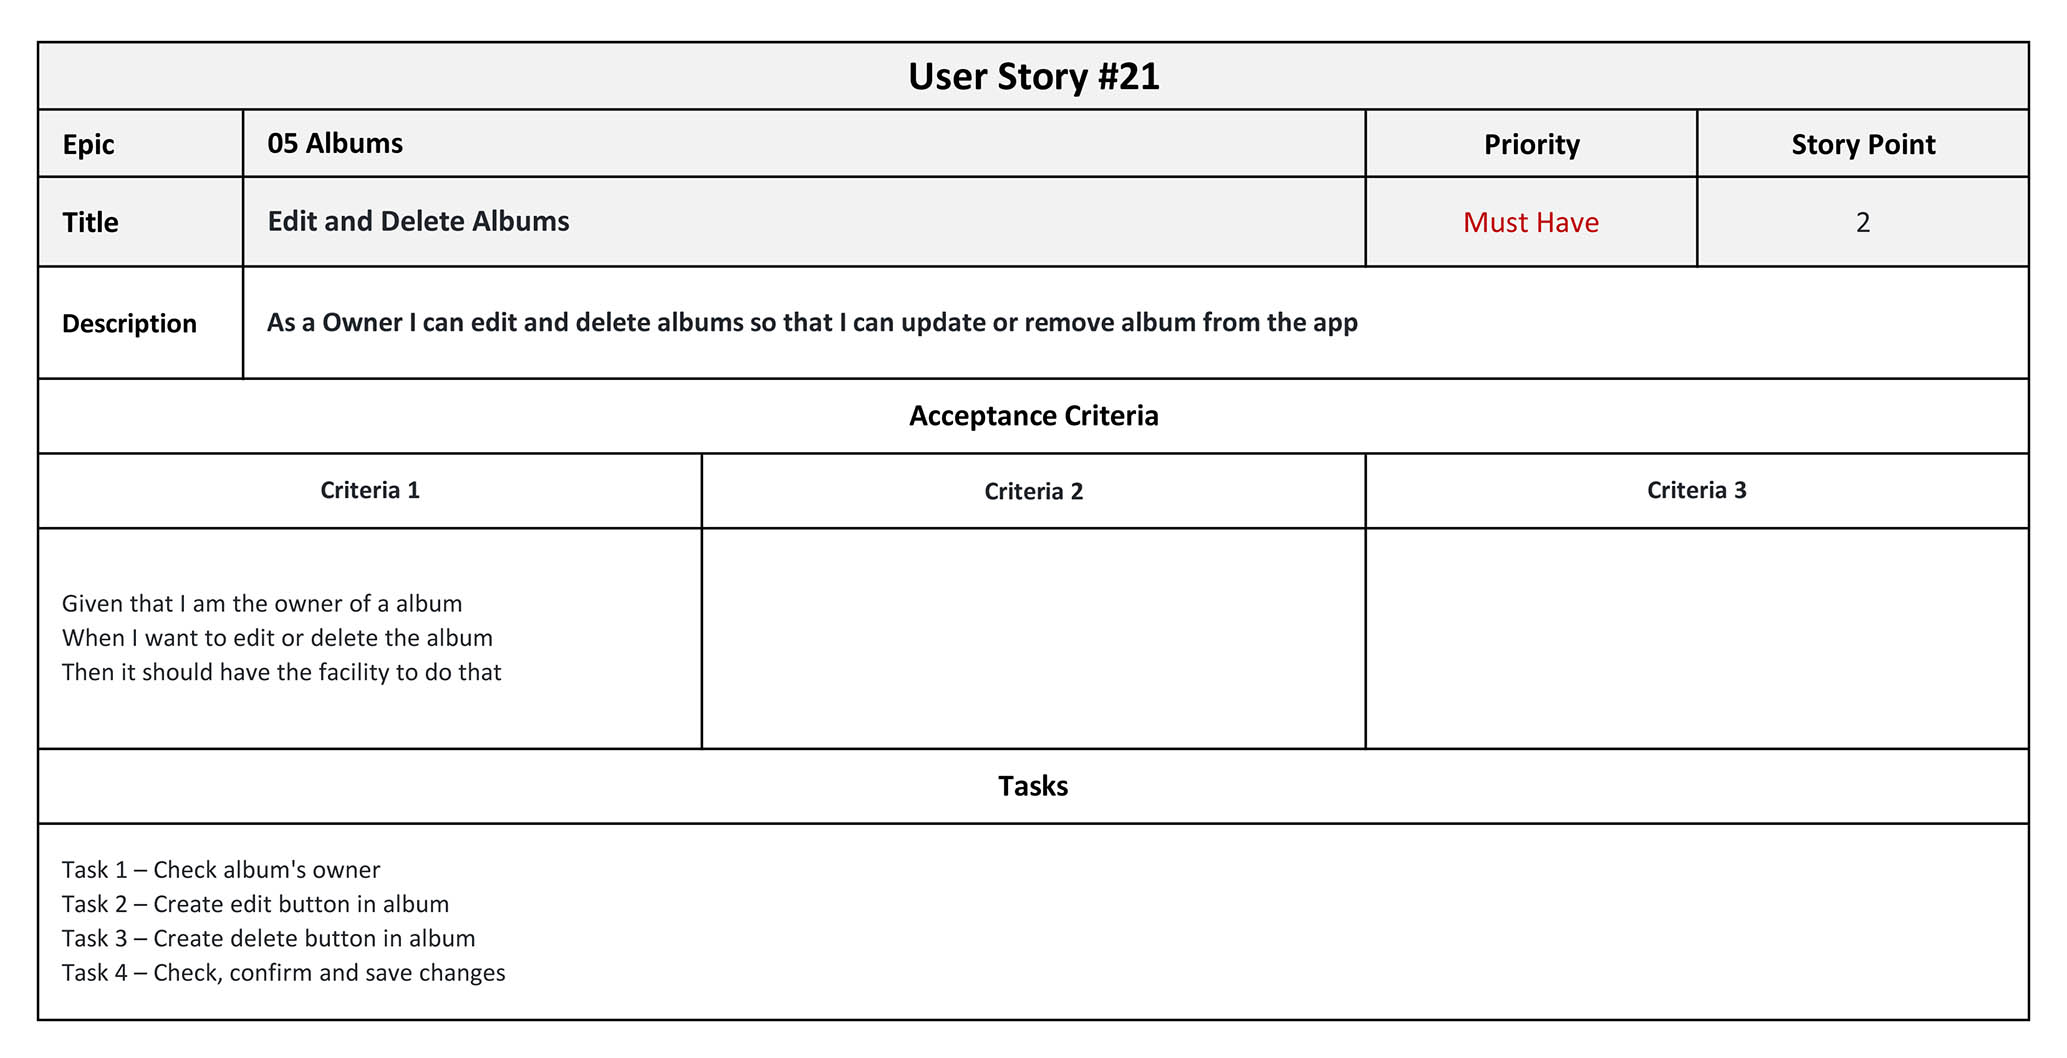 User Story #21
Epic
05 Albums
Priority
Story Point
Title
Edit and Delete Albums
Must Have
2
Description
As a Owner I can edit and delete albums so that I can update or remove album from the app
Acceptance Criteria
Criteria 1
Criteria 2
Criteria 3
Given that I am the owner of a album
When I want to edit or delete the album
Then it should have the facility to do that
Tasks
Task 1 – Check album's owner
Task 2 – Create edit button in album
Task 3 – Create delete button in album
Task 4 – Check, confirm and save changes